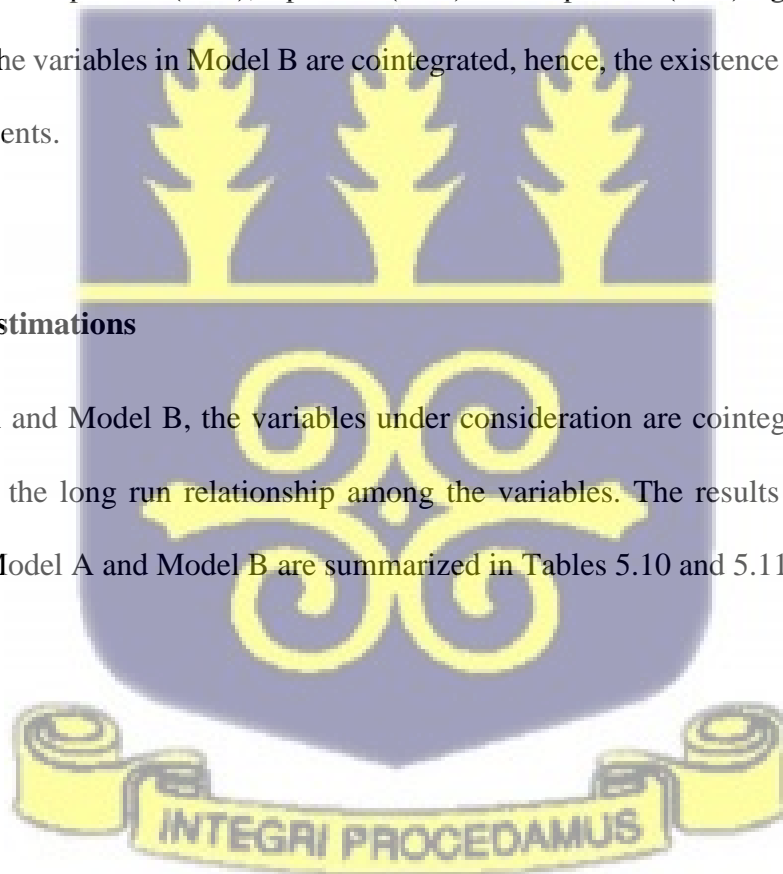 he variables in Model B are cointegrated, hence, the existence
ents.
stimations
and Model B, the variables under consideration are cointeg
the long run relationship among the variables. The results
Model A and Model B are summarized in Tables 5.10 and 5.11
INTEGRI PROCEDAMUS